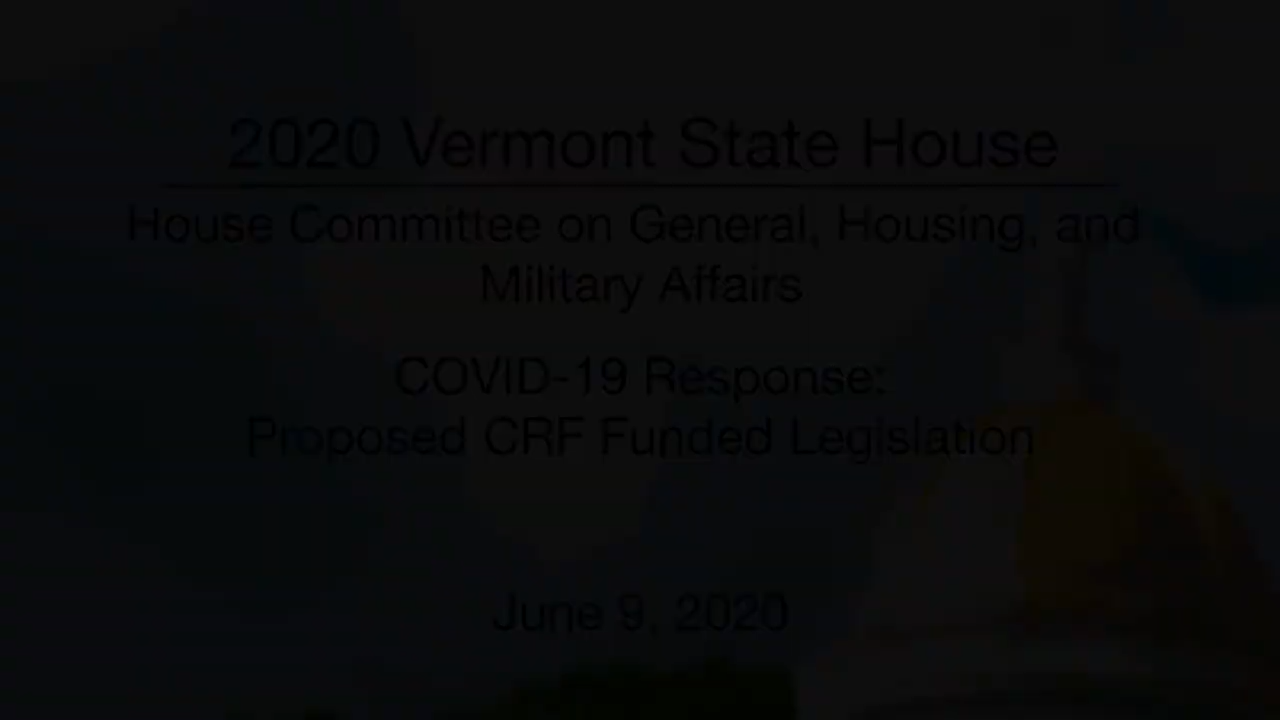 2020 Vermont State House
House Committee on General, Housing, and
Military Affairs
COVID-19 Response:
Proposed CRF Funded Legislation
June 9, 2020